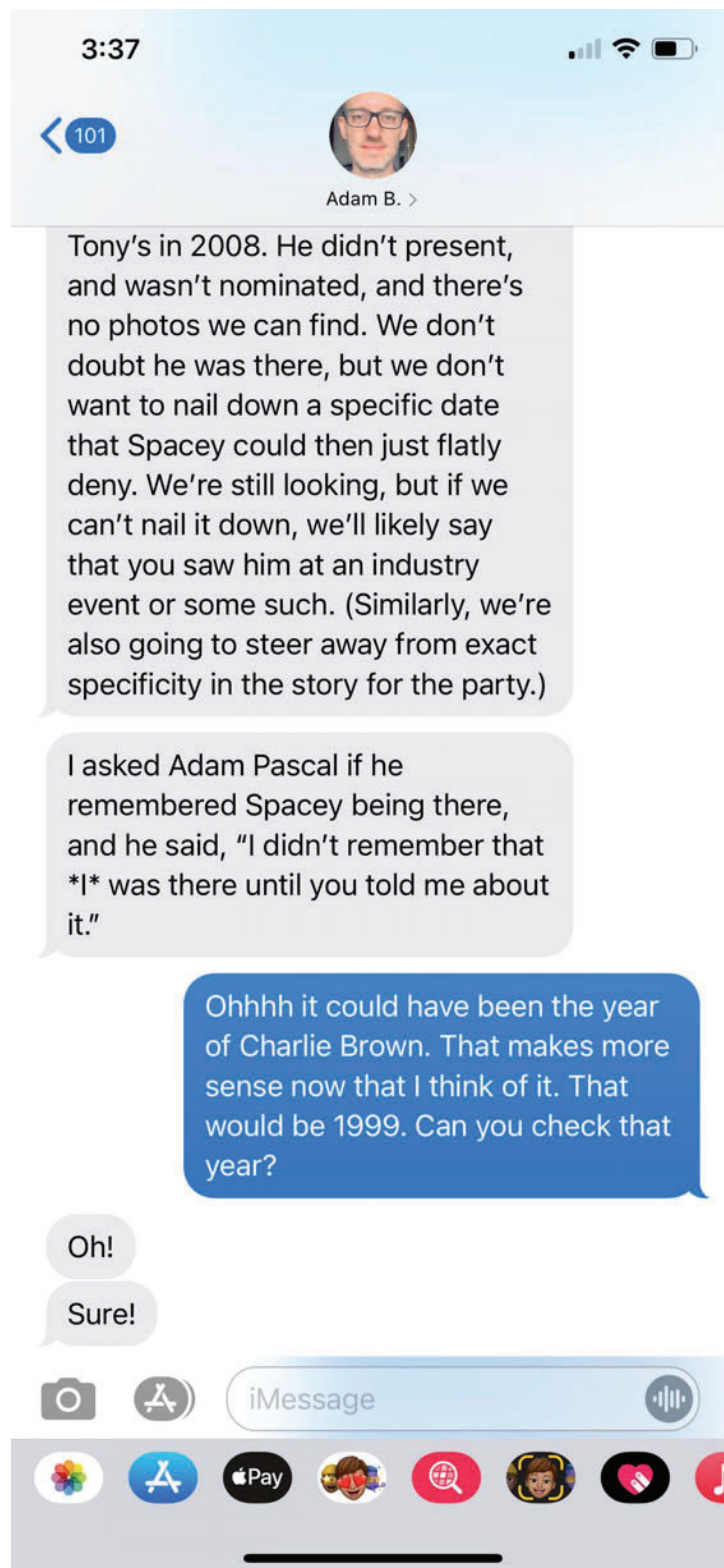 3:37
101
Adam B.
Tony's in 2008. He didn't present,
and wasn't nominated, and there's
no photos we can find. We don't
doubt he was there, but we don't
want to nail down a specific date
that Spacey could then just flatly
deny. We're still looking, but if we
can't nail it down, we'll likely say
that you saw him at an industry
event or some such. (Similarly, we're
also going to steer away from exact
specificity in the story for the party.)
I asked Adam Pascal if he
remembered Spacey being there,
and he said, “I didn't remember that
*I* was there until you told me about
it.”
Ohhhh it could have been the year
of Charlie Brown. That makes more
sense now that I think of it. That
would be 1999. Can you check that
year?
Oh!
Sure!
iMessage
Pay